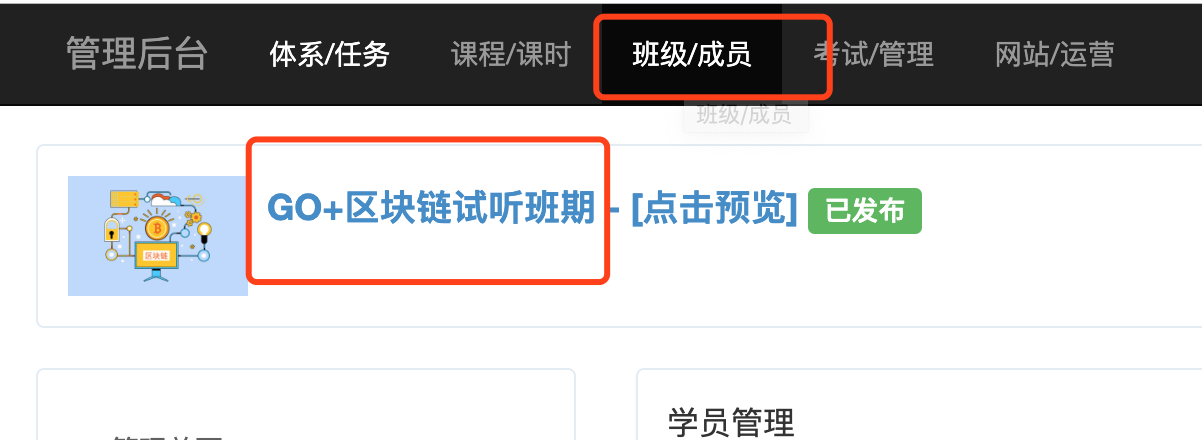 管理后台 体系/任务 课程/课时 班级/成员 考试/管理 网站/运营
班级/成员
GO+区块链试听班期 - [点击预览] 已发布
区块链
学员管理